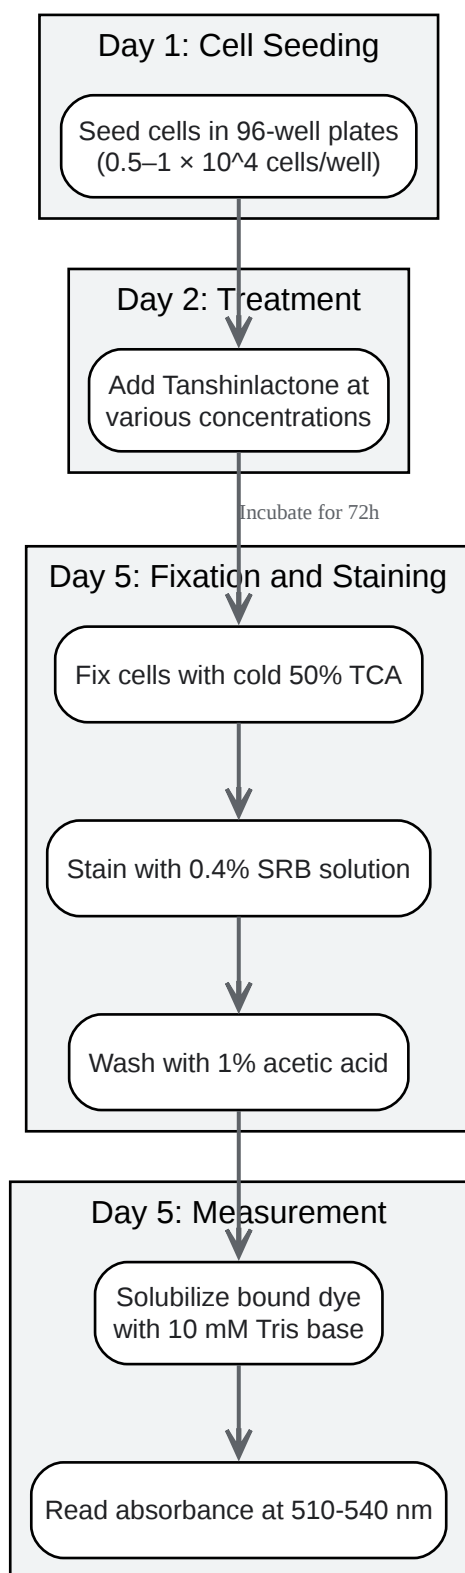 Day 1: Cell Seeding
Seed cells in 96-well plates
(0.5–1 × 10^4 cells/well)
Day 2: Treatment
Add Tanshinlactone at
various concentrations
Incubate for 72h
Day 5: Fixation and Staining
Fix cells with cold 50% TCA
Stain with 0.4% SRB solution
Wash with 1% acetic acid
Day 5: Measurement
Solubilize bound dye
with 10 mM Tris base
Read absorbance at 510-540 nm